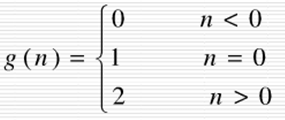 0 n < 0
g (n) = { 1 n = 0
2 n > 0